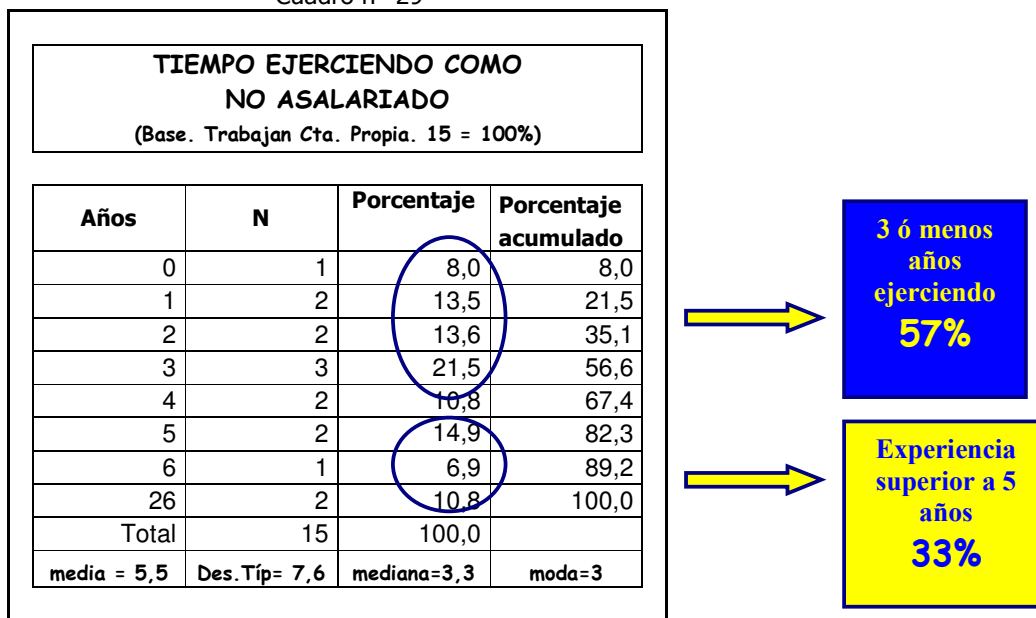 Cuadro nº 29
TIEMPO EJERCIENDO COMO
NO ASALARIADO
(Base. Trabajan Cta. Propia. 15 = 100%)
Años N Porcentaje Porcentaje acumulado
0 1 8,0 8,0
1 2 13,5 21,5
2 2 13,6 35,1
3 3 21,5 56,6
4 2 10,8 67,4
5 2 14,9 82,3
6 1 6,9 89,2
26 2 10,8 100,0
Total 15 100,0
media = 5,5 Des.Típ= 7,6 mediana=3,3 moda=3
3 ó menos
años
ejerciendo
57%
Experiencia
superior a 5
años
33%